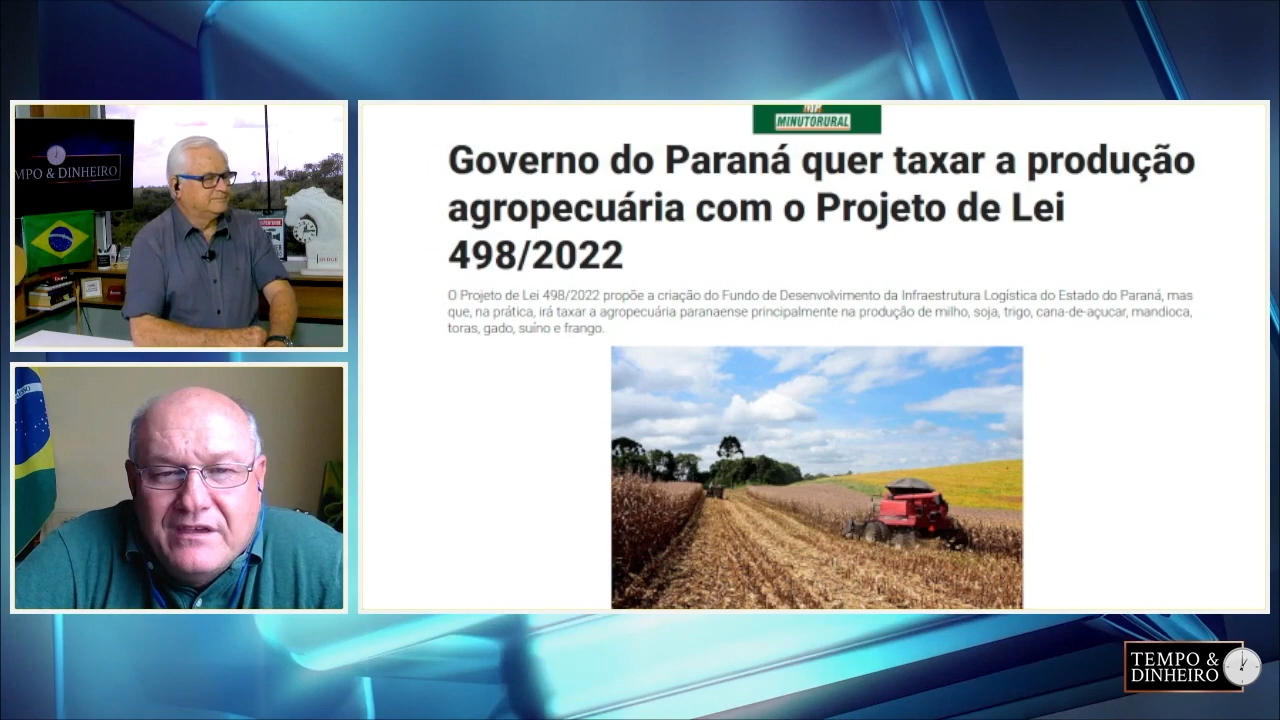 MPO & DINHEIRO
MINUTORURAL
Governo do Paraná quer taxar a produção
agropecuária com o Projeto de Lei
498/2022
O Projeto de Lei 498/2022 propõe a criação do Fundo de Desenvolvimento da Infraestrutura Logística do Estado do Paraná, mas
que, na prática, irá taxar a agropecuária paranaense principalmente na produção de milho, soja, trigo, cana-de-açucar, mandioca,
toras, gado, suíno e frango.
TEMPO &
DINHEIRO